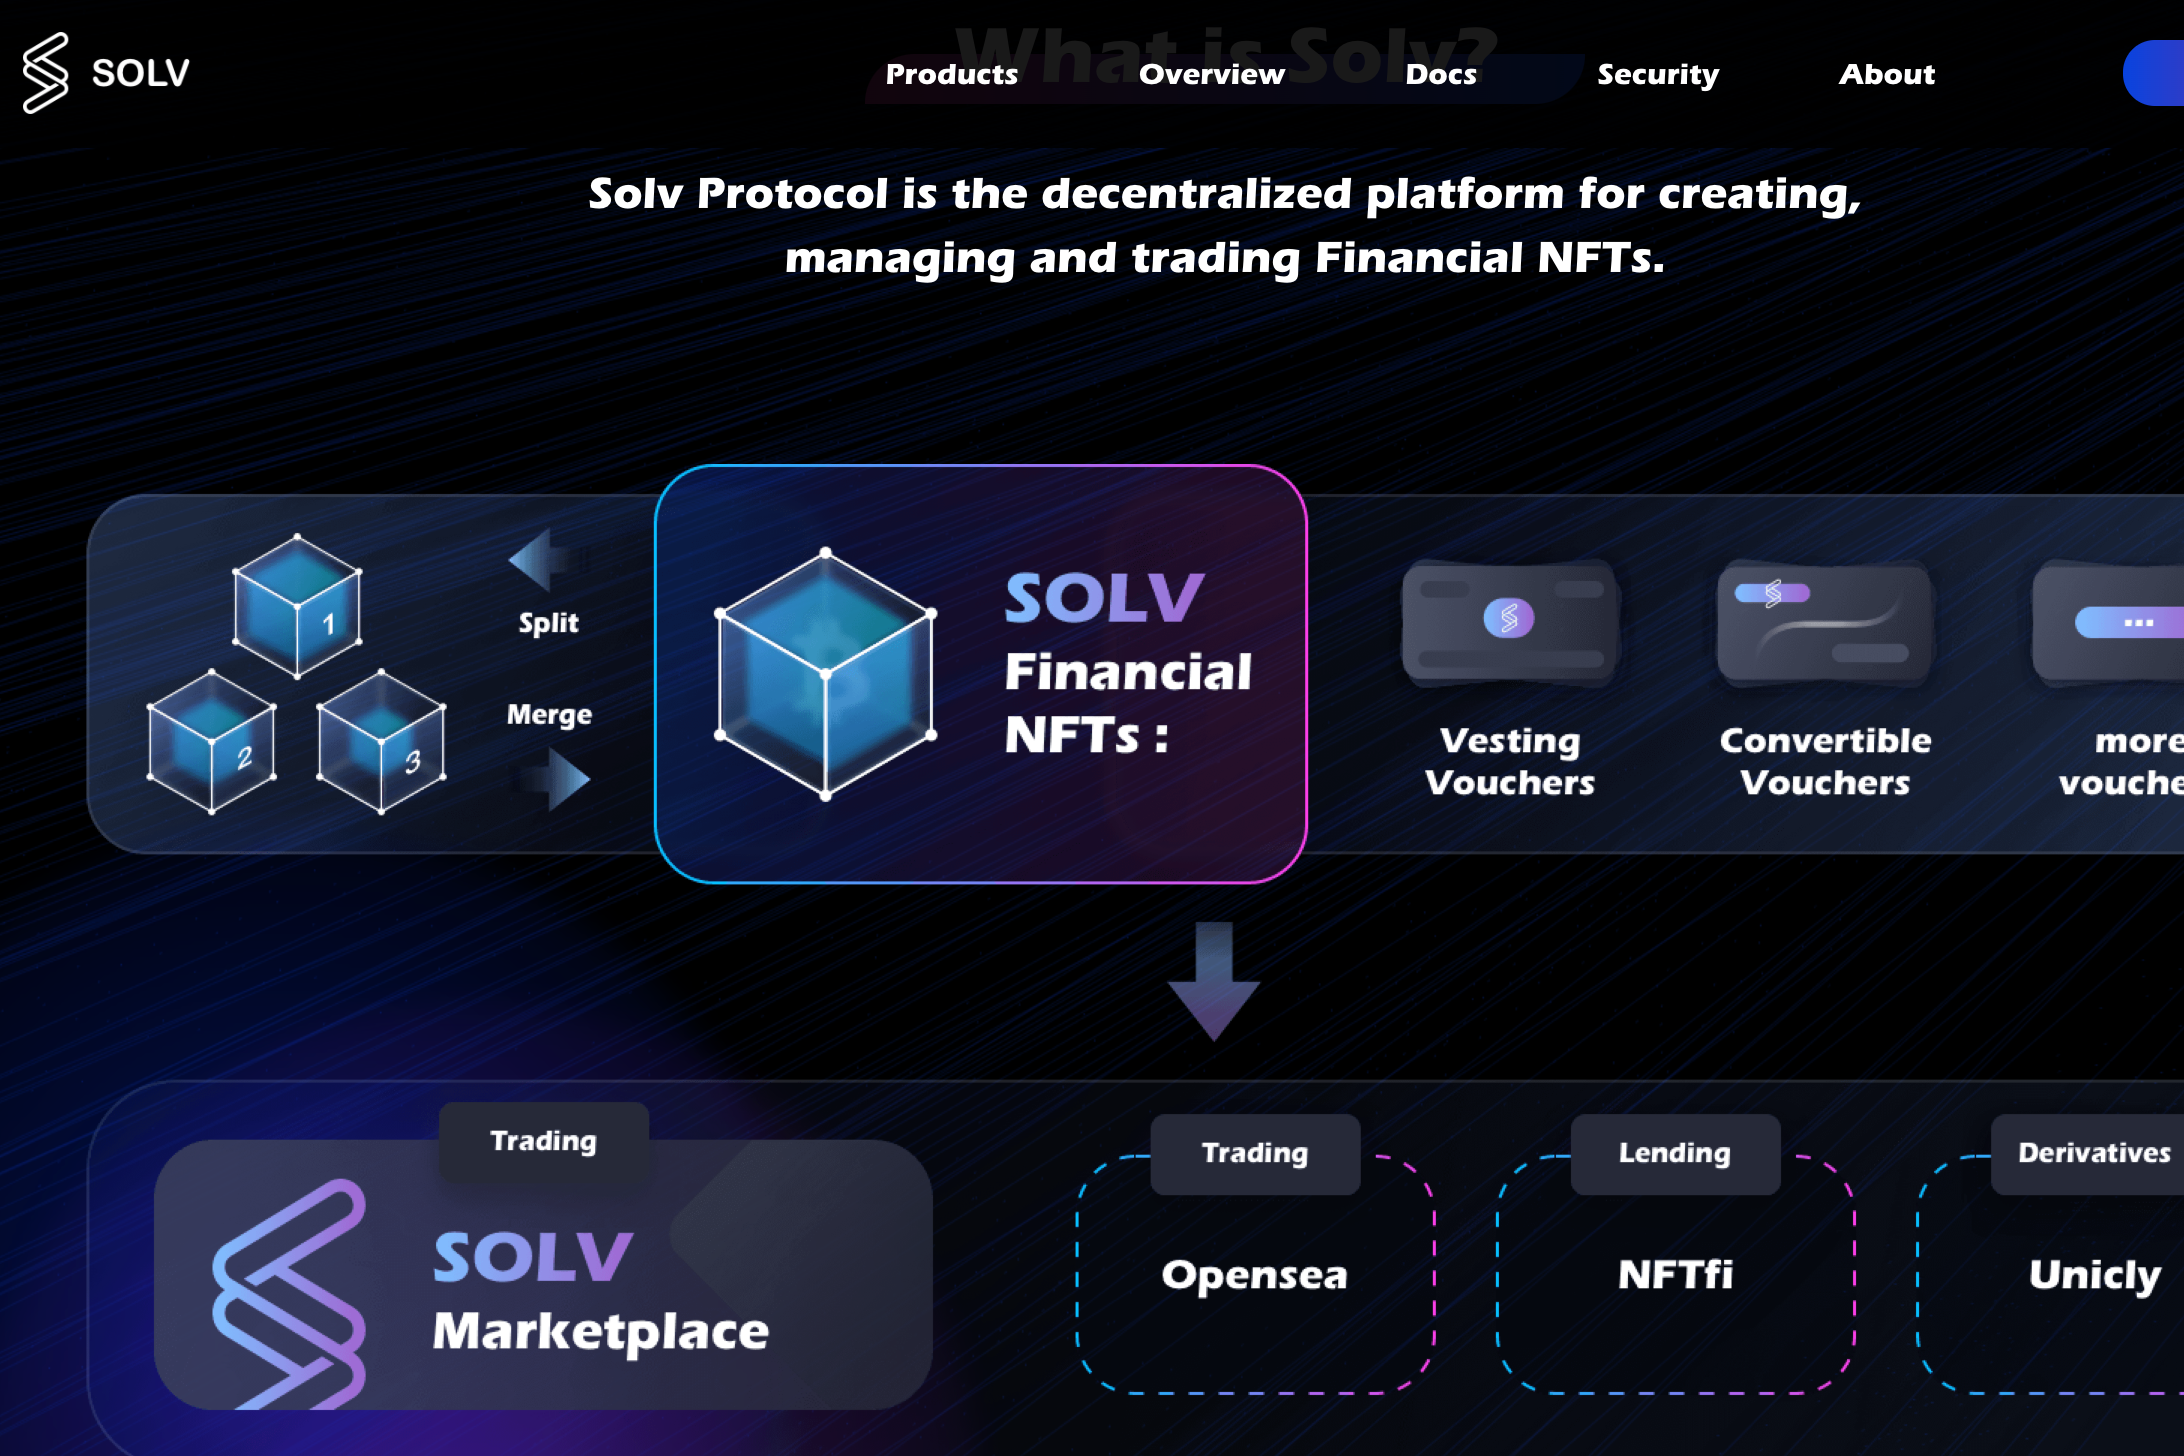 SOLV
What is Solv?
Products
Overview
Docs
Security
About
Solv Protocol is the decentralized platform for creating,
managing and trading Financial NFTs.
1
2
3
Split
Merge
SOLV
Financial
NFTs :
Vesting
Vouchers
Convertible
Vouchers
...
more
Trading
SOLV
Marketplace
Trading
Opensea
Lending
NFTfi
Derivatives
Unicly